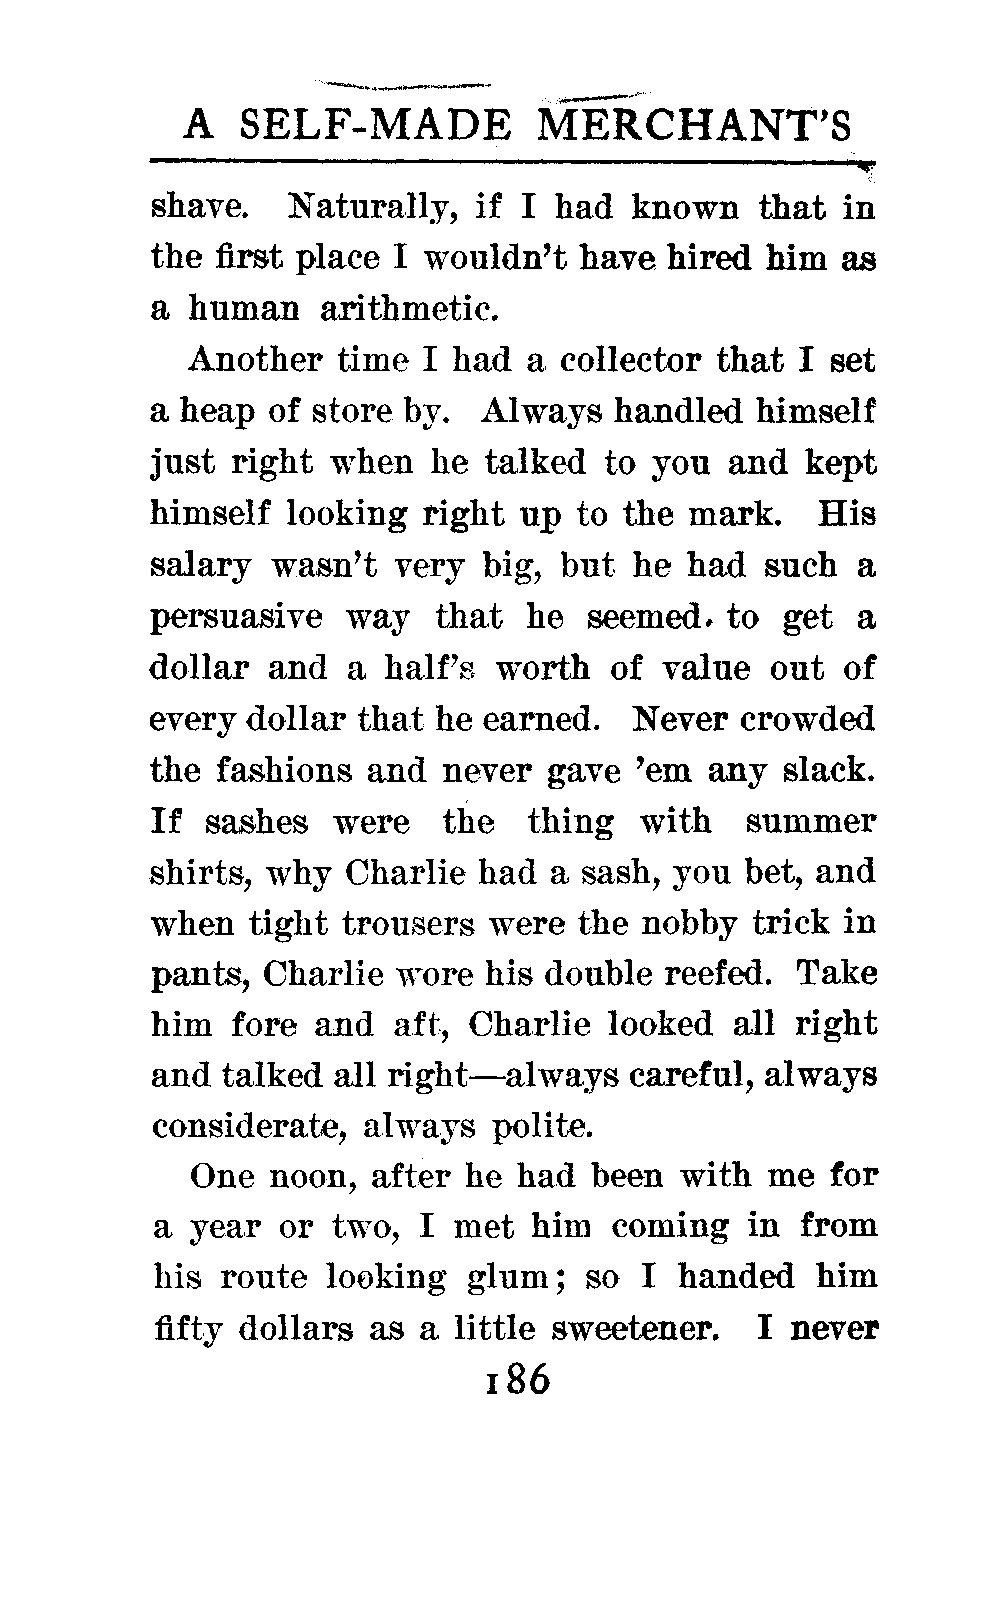 A SELF-MADE MERCHANT'S
shave. Naturally, if I had known that in
the first place I wouldn't have hired him as
a human arithmetic.
Another time I had a collector that I set
a heap of store by. Always handled himself
just right when he talked to you and kept
himself looking right up to the mark. His
salary wasn't very big, but he had such a
persuasive way that he seemed. to get a
dollar and a half's worth of value out of
every dollar that he earned. Never crowded
the fashions and never gave 'em any slack.
If sashes were the thing with summer
shirts, why Charlie had a sash, you bet, and
when tight trousers were the nobby trick in
pants, Charlie wore his double reefed. Take
him fore and aft, Charlie looked all right
and talked all right—always careful, always
considerate, always polite.
One noon, after he had been with me for
a year or two, I met him coming in from
his route looking glum; so I handed him
fifty dollars as a little sweetener. I never
186